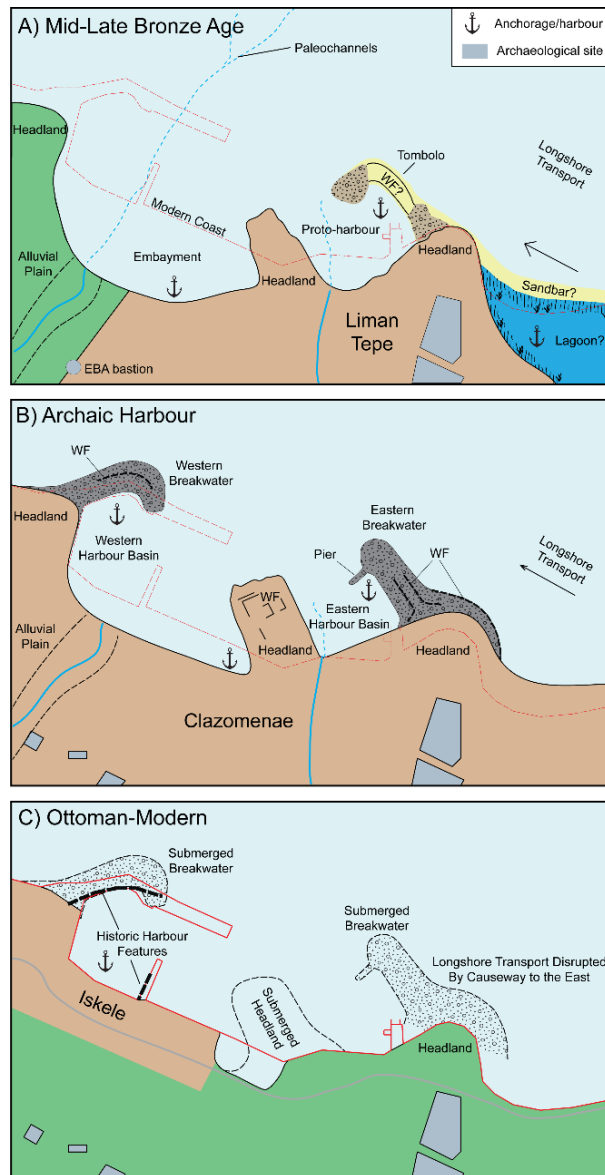 A) Mid-Late Bronze Age
Anchorage/harbour
Archaeological site
Paleochannels
Headland
Tombolo
Longshore
Transport
WF?
Modern Coast
Proto-harbour
Alluvial
Plain
Embayment
Headland
Headland
Sandbar?
Liman
Tepe
Lagoon?
EBA bastion
B) Archaic Harbour
WF
Western
Breakwater
Eastern
Breakwater
Headland
WF
Longshore
Transport
Western
Harbour Basin
Pier
WF
Eastern
Harbour Basin
Alluvial
Plain
Headland
Headland
Clazomenae
C) Ottoman-Modern
Submerged
Breakwater
Submerged
Breakwater
Historic Harbour
Features
Longshore Transport Disrupted
By Causeway to the East
Iskele
Submerged
Headland
Headland